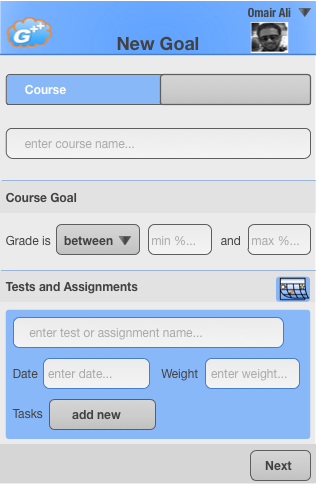 Omair Ali
G++
New Goal
Course
enter course name...
Course Goal
Grade is between min %... and max %...
Tests and Assignments
enter test or assignment name...
Date enter date... Weight enter weight...
Tasks add new
Next